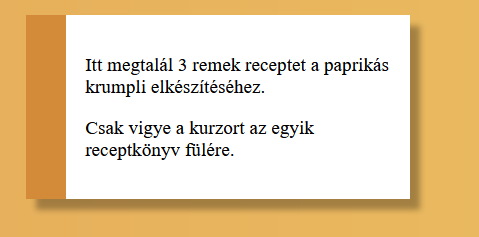 Itt megtalál 3 remek receptet a paprikás
krumpli elkészítéséhez.
Csak vigye a kurzort az egyik
receptkönyv fülére.